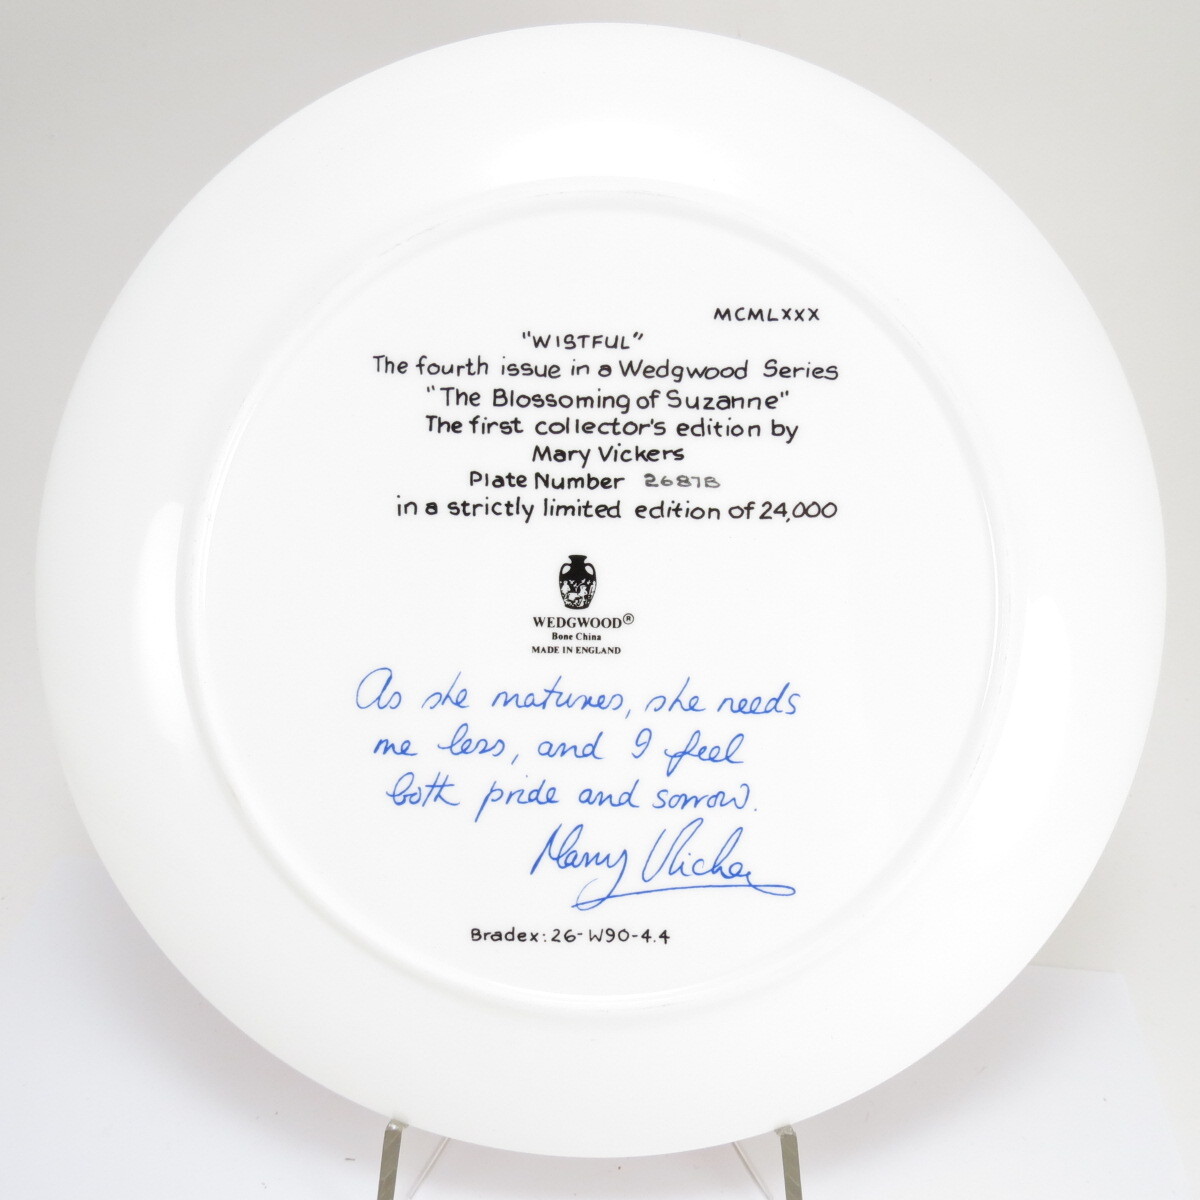 MCMLXXX
"WISTFUL"
The fourth issue in a Wedgwood Series
"The Blossoming of Suzanne"
The first collector's edition by
Mary Vickers
Plate Number 2687B
in a strictly limited edition of 24,000
WEDGWOOD®
Bone China
MADE IN ENGLAND
As she matures, she needs
me less, and I feel
both pride and sorrow.
Mary Vickers
Bradex: 26-W90-4.4